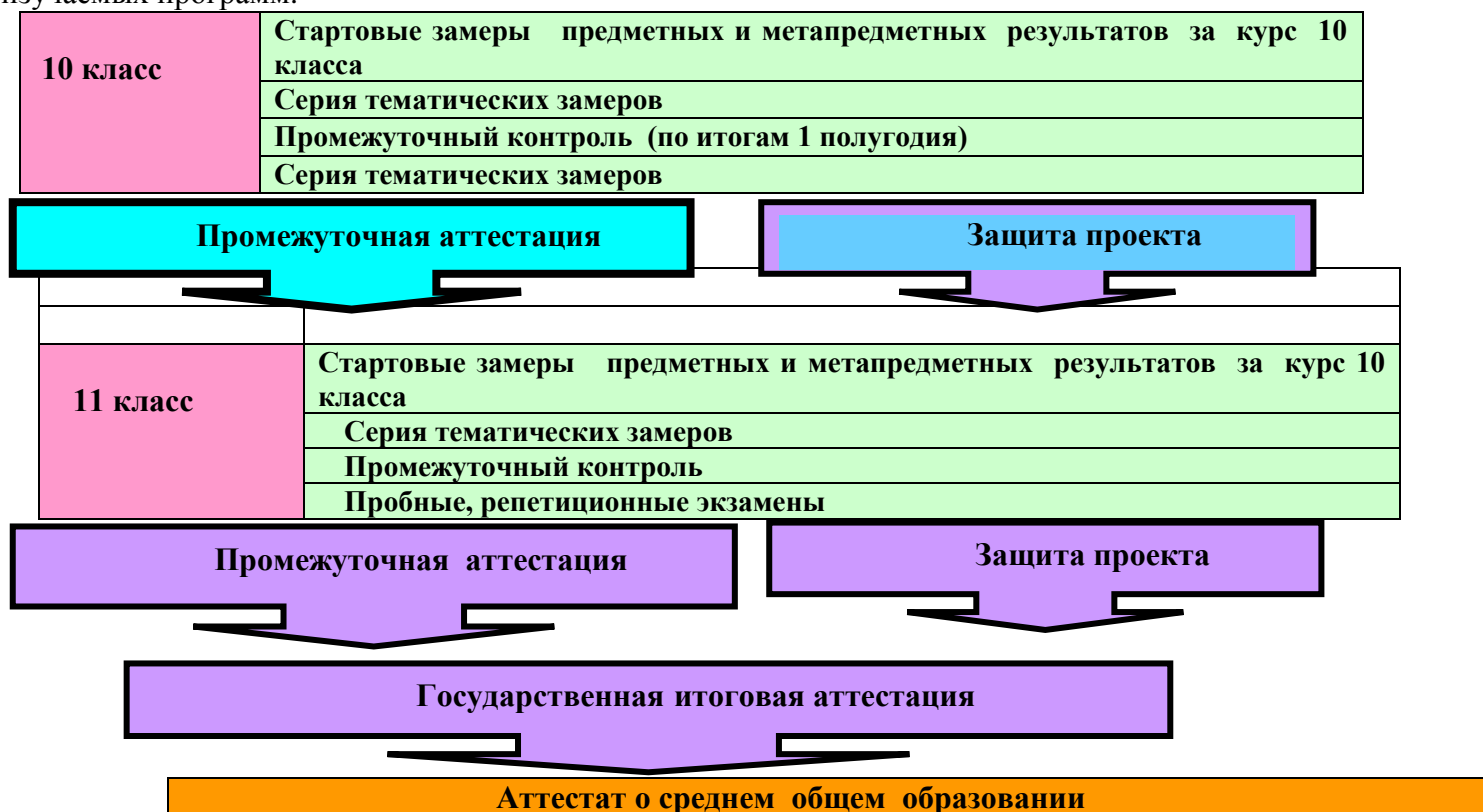 изучаемых программ.
10 класс
Стартовые замеры предметных и метапредметных результатов за курс 10
класса
Серия тематических замеров
Промежуточный контроль (по итогам 1 полугодия)
Серия тематических замеров
Промежуточная аттестация
Защита проекта
11 класс
Стартовые замеры предметных и метапредметных результатов за курс 10
класса
Серия тематических замеров
Промежуточный контроль
Пробные, репетиционные экзамены
Промежуточная аттестация
Защита проекта
Государственная итоговая аттестация
Аттестат о среднем общем образовании